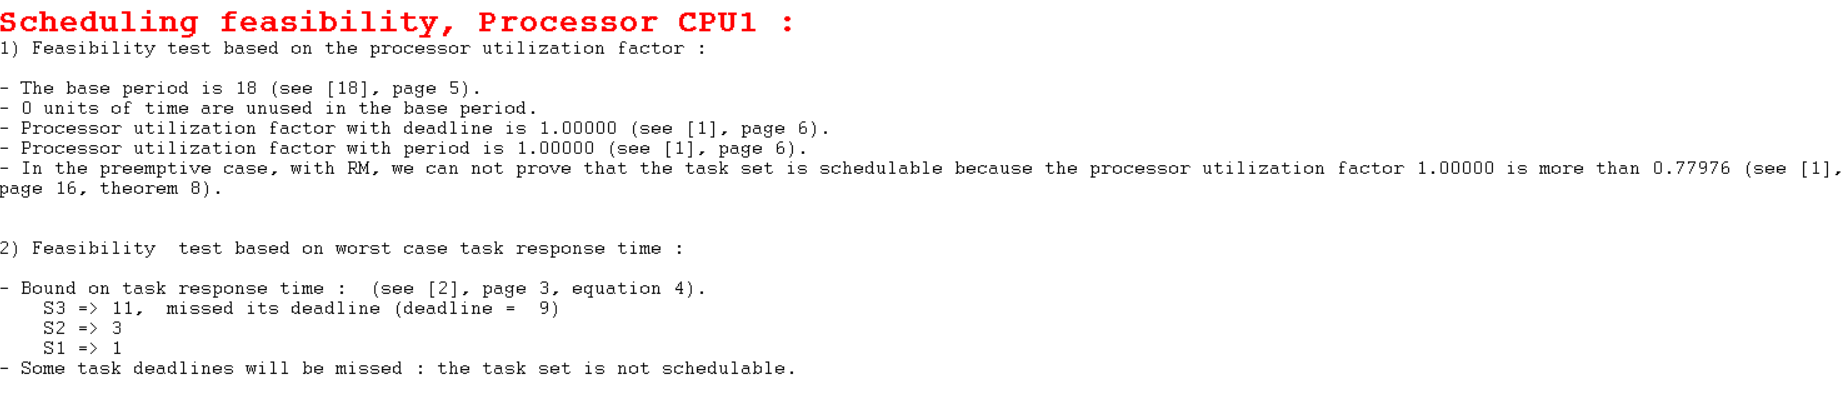 Scheduling feasibility, Processor CPU1 :
1) Feasibility test based on the processor utilization factor :
- The base period is 18 (see [18], page 5).
- 0 units of time are unused in the base period.
- Processor utilization factor with deadline is 1.00000 (see [1], page 6).
- Processor utilization factor with period is 1.00000 (see [1], page 6).
- In the preemptive case, with RM, we can not prove that the task set is schedulable because the processor utilization factor 1.00000 is more than 0.77976 (see [1],
page 16, theorem 8).
2) Feasibility  test based on worst case task response time :
- Bound on task response time :  (see [2], page 3, equation 4).
S3 => 11,  missed its deadline (deadline =  9)
S2 => 3
S1 => 1
- Some task deadlines will be missed : the task set is not schedulable.